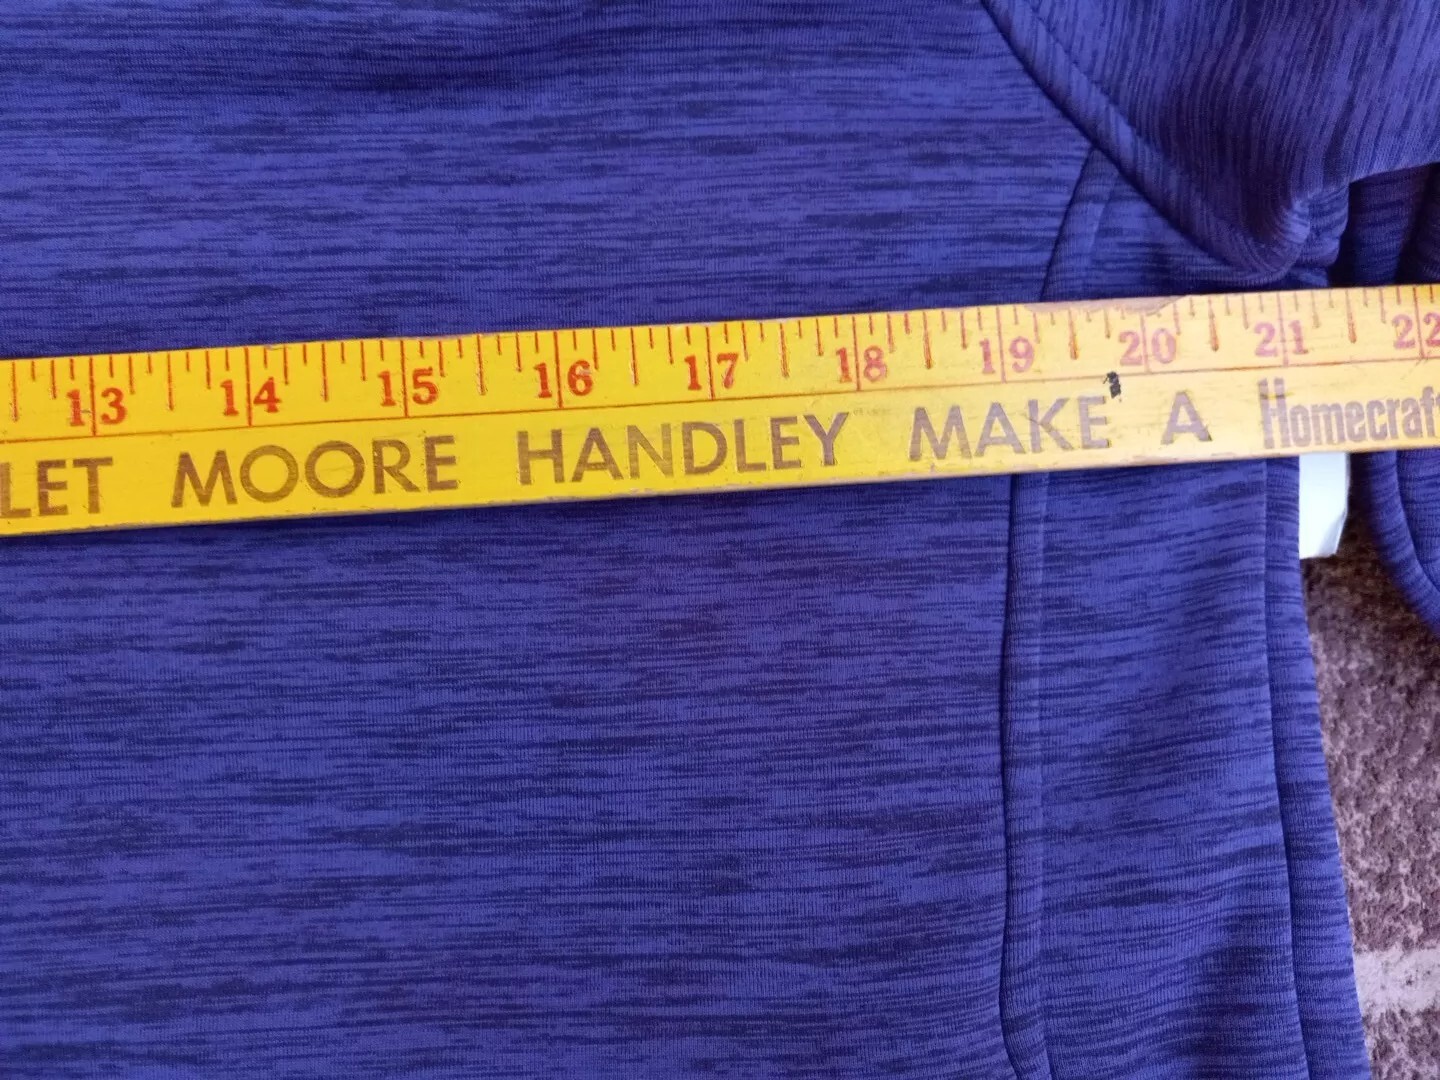 13 14 15 16 17 18 19 20 21 22
LET MOORE HANDLEY MAKE A Homecraft